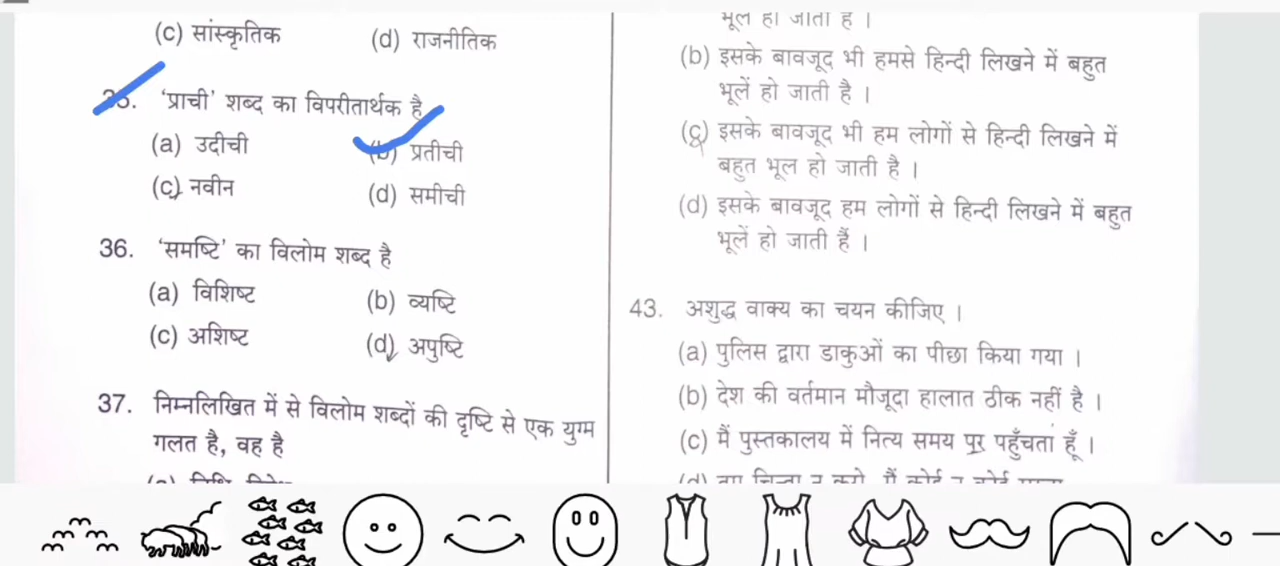 (c) सांस्कृतिक (d) राजनीतिक
35. 'प्राची' शब्द का विपरीतार्थक है
(a) उदीची (b) प्रतीची
(c) नवीन (d) समीची
36. 'समष्टि' का विलोम शब्द है
(a) विशिष्ट (b) व्यष्टि
(c) अशिष्ट (d) अपुष्टि
37. निम्नलिखित में से विलोम शब्दों की दृष्टि से एक युग्म
गलत है, वह है
भूल हो जाती है ।
(b) इसके बावजूद भी हमसे हिन्दी लिखने में बहुत
भूलें हो जाती है ।
(c) इसके बावजूद भी हम लोगों से हिन्दी लिखने में
बहुत भूल हो जाती है ।
(d) इसके बावजूद हम लोगों से हिन्दी लिखने में बहुत
भूलें हो जाती हैं ।
43. अशुद्ध वाक्य का चयन कीजिए ।
(a) पुलिस द्वारा डाकुओं का पीछा किया गया ।
(b) देश की वर्तमान मौजूदा हालात ठीक नहीं है ।
(c) मैं पुस्तकालय में नित्य समय पर पहुँचता हूँ ।